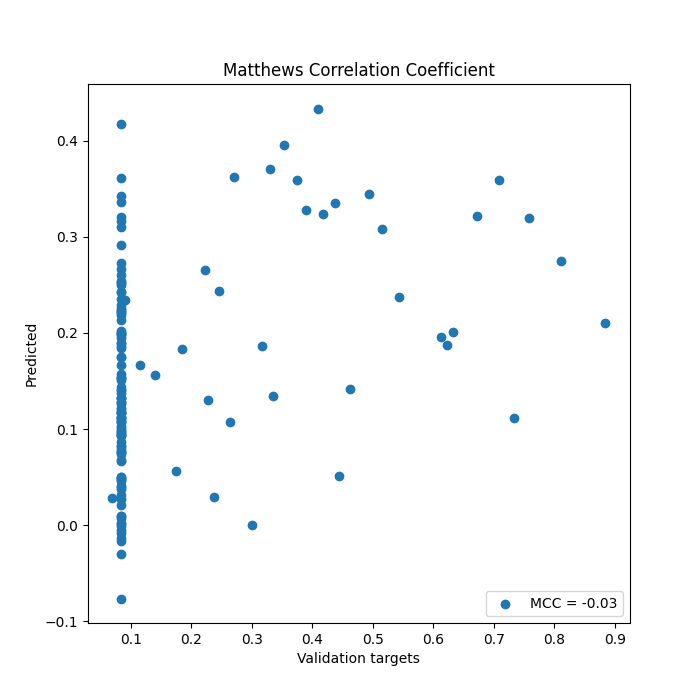 Matthews Correlation Coefficient
Predicted
0.4
0.3
0.2
0.1
0.0
−0.1
MCC = -0.03
0.1 0.2 0.3 0.4 0.5 0.6 0.7 0.8 0.9
Validation targets